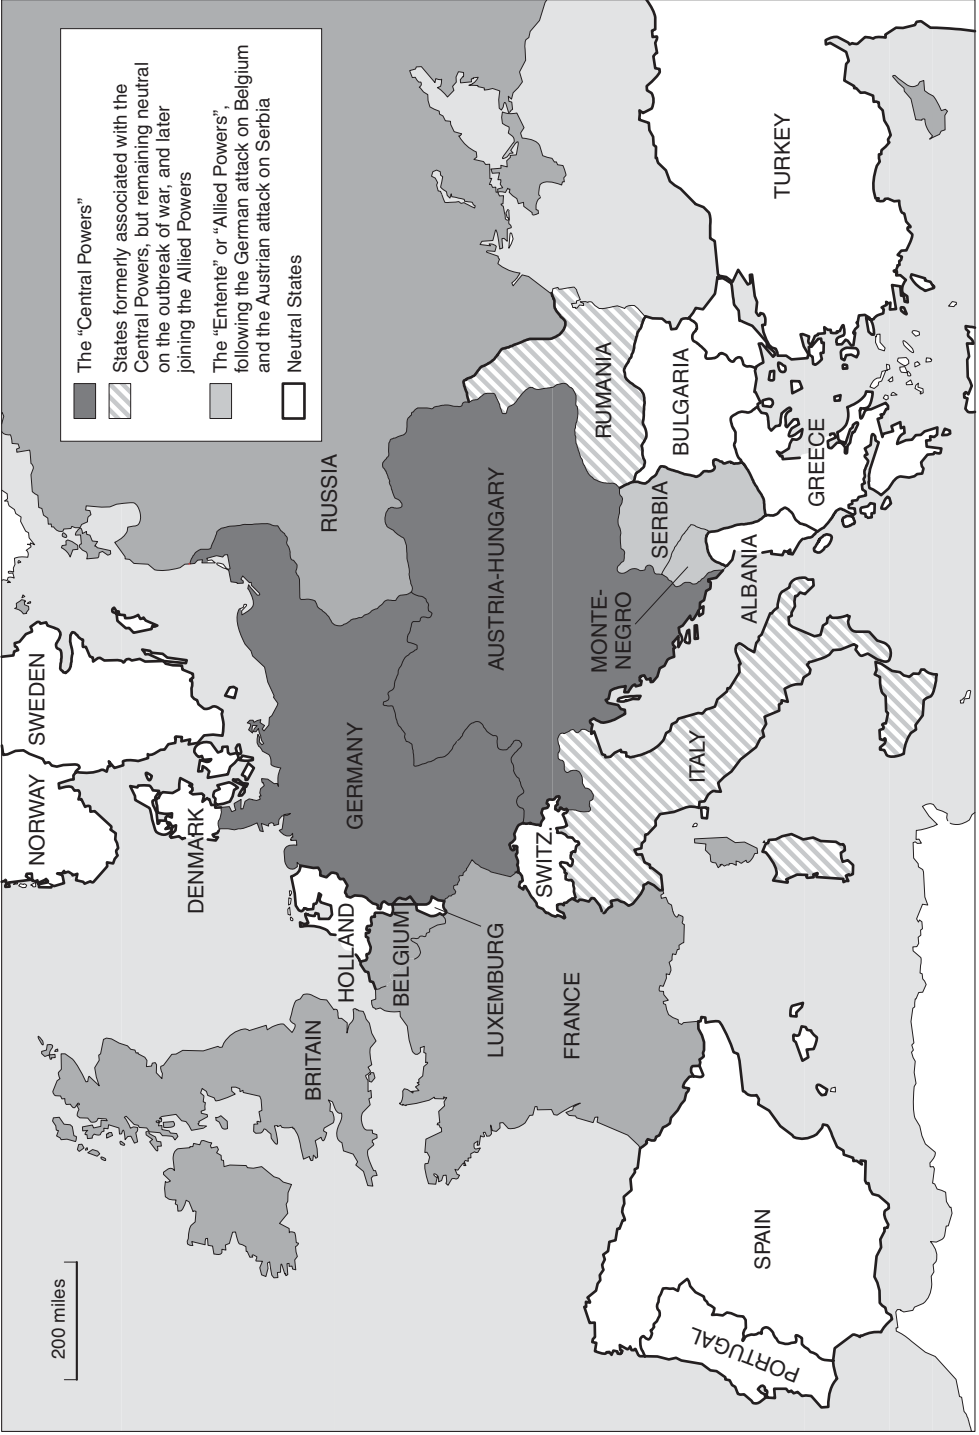 The “Central Powers”
States formerly associated with the
Central Powers, but remaining neutral
on the outbreak of war, and later
joining the Allied Powers
The “Entente” or “Allied Powers”,
following the German attack on Belgium
and the Austrian attack on Serbia
Neutral States
200 miles
NORWAY
SWEDEN
DENMARK
RUSSIA
BRITAIN
HOLLAND
GERMANY
BELGIUM
LUXEMBURG
AUSTRIA-HUNGARY
FRANCE
SWITZ.
MONTE-
NEGRO
RUMANIA
SERBIA
BULGARIA
ITALY
ALBANIA
PORTUGAL
SPAIN
GREECE
TURKEY